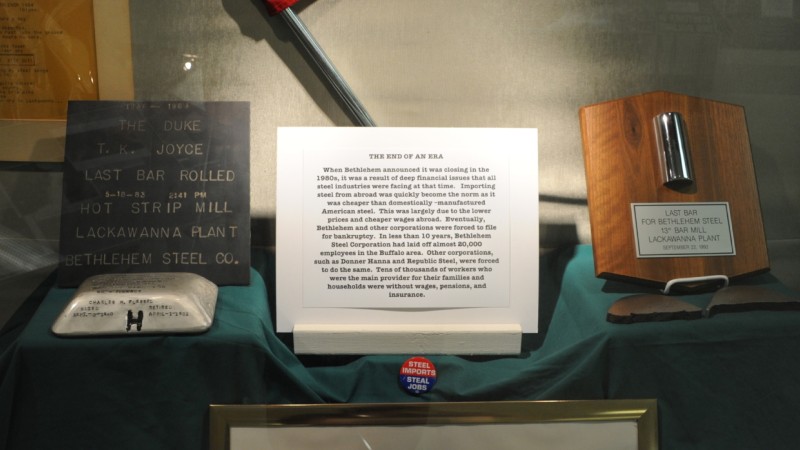 THE DUKE
T. K. JOYCE
LAST BAR ROLLED
2:41 PM
HOT STRIP MILL
LACKAWANNA PLANT
BETHLEHEM STEEL CO.
CHARLES
H
THE END OF AN ERA
When Bethlehem announced it was closing in the
1980s, it was a result of deep financial issues that all
steel industries were facing at that time. Importing
steel from abroad was quickly become the norm as it
was cheaper than domestically -manufactured
American steel. This was largely due to the lower
prices and cheaper wages abroad. Eventually,
Bethlehem and other corporations were forced to file
for bankruptcy. In less than 10 years, Bethlehem
Steel Corporation had laid off almost 20,000
employees in the Buffalo area. Other corporations,
such as Donner Hanna and Republic Steel, were forced
to do the same. Tens of thousands of workers who
were the main provider for their families and
households were without wages, pensions, and
insurance.
STEEL
IMPORTS
STEAL
JOBS
LAST BAR
FOR BETHLEHEM STEEL
13" BAR MILL
LACKAWANNA PLANT
SEPTEMBER